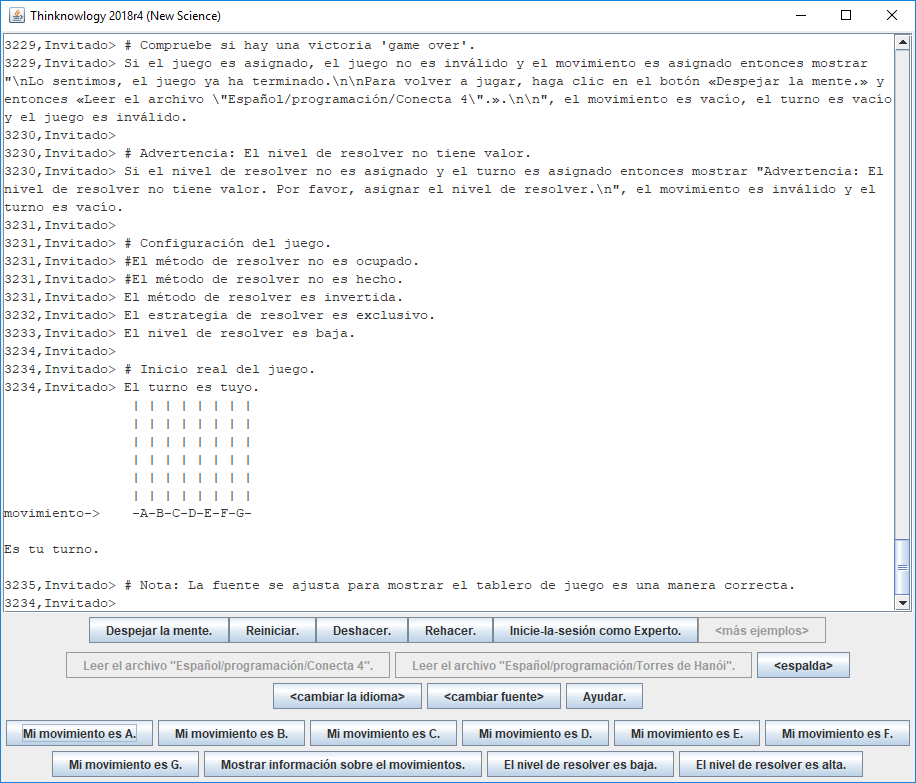 Thinknowlogy 2018r4 (New Science)
3229,Invitado> # Compruebe si hay una victoria 'game over'.
3229,Invitado> Si el juego es asignado, el juego no es inválido y el movimiento es asignado entonces mostrar
"\nLo sentimos, el juego ya ha terminado.\n\nPara volver a jugar, haga clic en el botón «Despejar la mente.» y
entonces «Leer el archivo \"Español/programación/Conecta 4\".».\n\n", el movimiento es vacío, el turno es vacío
y el juego es inválido.
3230,Invitado>
3230,Invitado> # Advertencia: El nivel de resolver no tiene valor.
3230,Invitado> Si el nivel de resolver no es asignado y el turno es asignado entonces mostrar "Advertencia: El
nivel de resolver no tiene valor. Por favor, asignar el nivel de resolver.\n", el movimiento es inválido y el
turno es vacío.
3231,Invitado>
3231,Invitado> # Configuración del juego.
3231,Invitado> #El método de resolver no es ocupado.
3231,Invitado> #El método de resolver no es hecho.
3231,Invitado> El método de resolver es invertida.
3232,Invitado> El estrategia de resolver es exclusivo.
3233,Invitado> El nivel de resolver es baja.
3234,Invitado>
3234,Invitado> # Inicio real del juego.
3234,Invitado> El turno es tuyo.
| | | | | | | |
| | | | | | | |
| | | | | | | |
| | | | | | | |
| | | | | | | |
| | | | | | | |
movimiento-> -A-B-C-D-E-F-G-
Es tu turno.
3235,Invitado> # Nota: La fuente se ajusta para mostrar el tablero de juego es una manera correcta.
3234,Invitado>
Despejar la mente. Reiniciar. Deshacer. Rehacer. Inicie-la-sesión como Experto. <más ejemplos>
Leer el archivo "Español/programación/Conecta 4". Leer el archivo "Español/programación/Torres de Hanói". <espalda>
<cambiar la idioma> <cambiar fuente> Ayudar.
Mi movimiento es A. Mi movimiento es B. Mi movimiento es C. Mi movimiento es D. Mi movimiento es E. Mi movimiento es F.
Mi movimiento es G. Mostrar información sobre el movimientos. El nivel de resolver es baja. El nivel de resolver es alta.